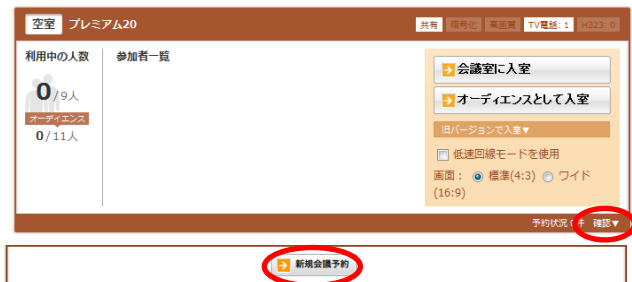 空室 プレミアム20
共有 暗号化 高画質 TV電話: 1 H323: 0
利用中の人数
0/9人
オーディエンス
0/11人
参加者一覧
会議室に入室
オーディエンスとして入室
旧バージョンで入室▼
低速回線モードを使用
画面： 標準(4:3) ワイド
(16:9)
予約状況 件 確認▼
新規会議予約